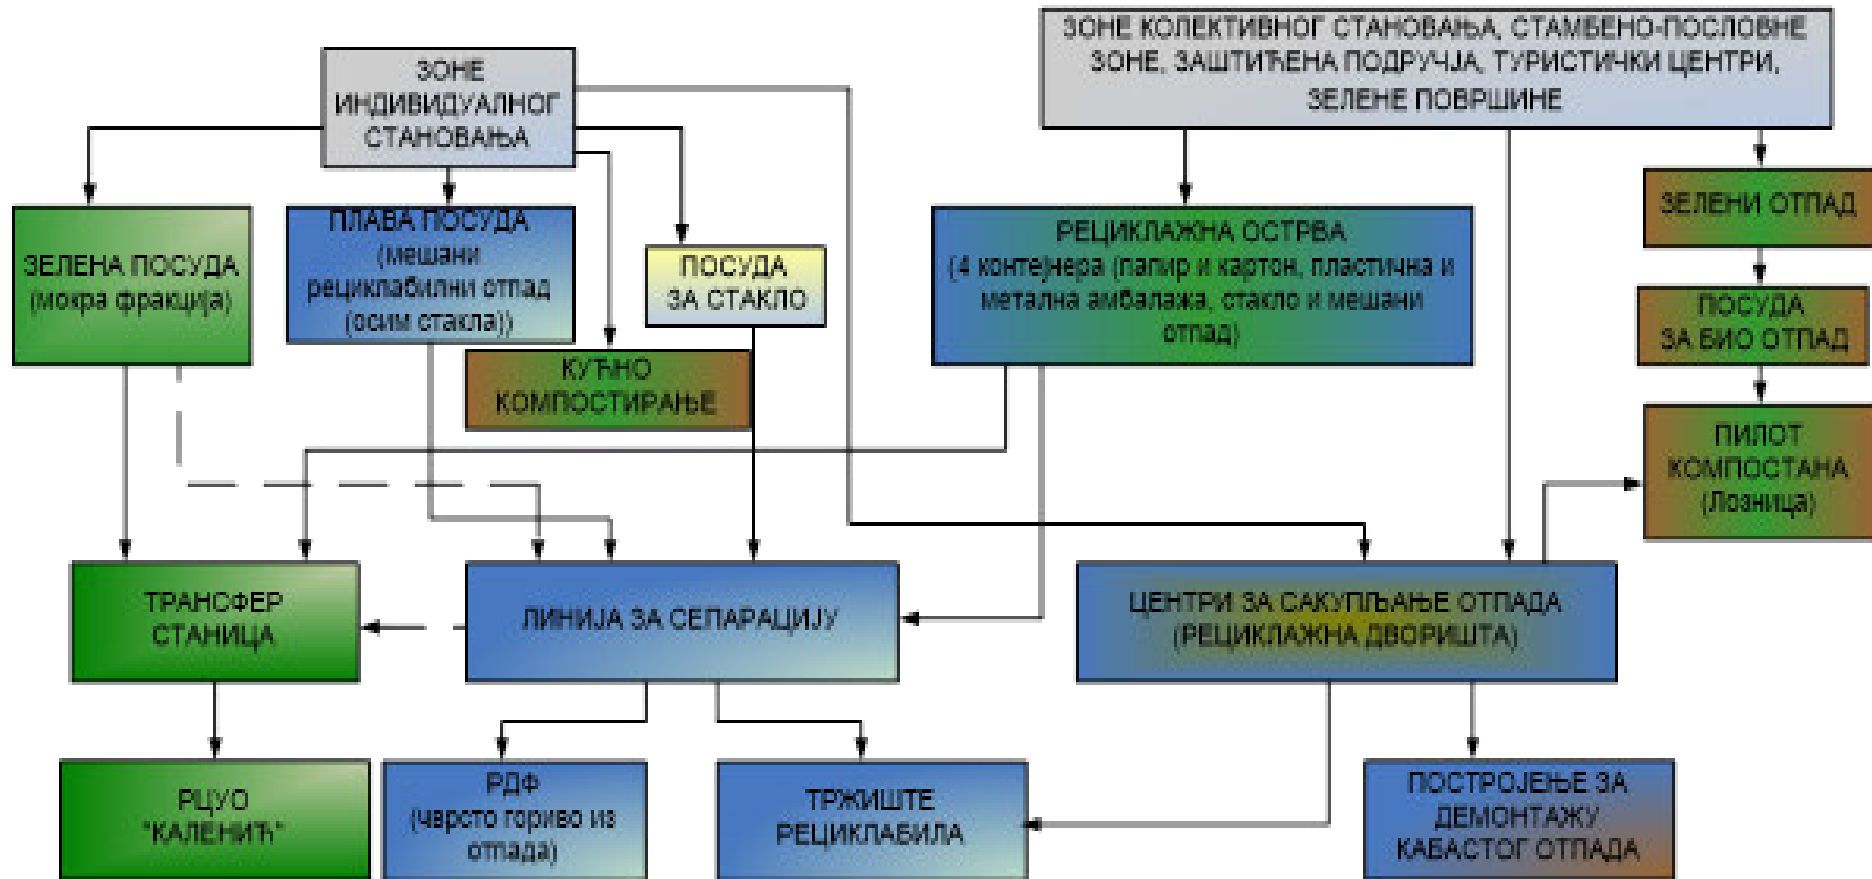 ЗОНЕ
ИНДИВИДУАЛНОГ
СТАНОВАЊА
ЗОНЕ КОЛЕКТИВНОГ СТАНОВАЊА, СТАМБЕНО-ПОСЛОВНЕ
ЗОНЕ, ЗАШТИЋЕНА ПОДРУЧЈА, ТУРИСТИЧКИ ЦЕНТРИ,
ЗЕЛЕНЕ ПОВРШИНЕ
ЗЕЛЕНА ПОСУДА
(мокра фракција)
ПЛАВА ПОСУДА
(мешани
рециклабилни отпад
(осим стакла))
ПОСУДА
ЗА СТАКЛО
КУЋНО
КОМПОСТИРАЊЕ
РЕЦИКЛАЖНА ОСТРВА
(4 контејнера (папир и картон, пластична и
метална амбалажа, стакло и мешани
отпад)
ЗЕЛЕНИ ОТПАД
ПОСУДА
ЗА БИО ОТПАД
ПИЛОТ
КОМПОСТАНА
(Лозница)
ТРАНСФЕР
СТАНИЦА
ЛИНИЈА ЗА СЕПАРАЦИЈУ
ЦЕНТРИ ЗА САКУПЉАЊЕ ОТПАДА
(РЕЦИКЛАЖНА ДВОРИШТА)
РЦУО
"КАЛЕНИЋ"
РДФ
(чврсто гориво из
отпада)
ТРЖИШТЕ
РЕЦИКЛАБИЛА
ПОСТРОЈЕЊЕ ЗА
ДЕМОНТАЖУ
КАБАСТОГ ОТПАДА